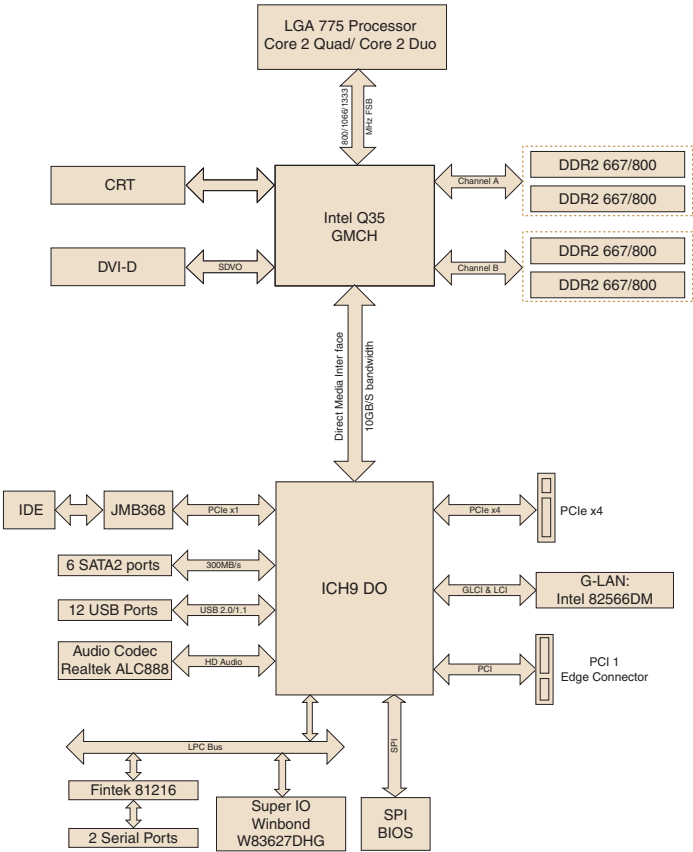 LGA 775 Processor
Core 2 Quad/ Core 2 Duo
800/1066/1333
MHz FSB
CRT
Intel Q35
GMCH
Channel A
DDR2 667/800
DDR2 667/800
DVI-D
SDVO
Channel B
DDR2 667/800
DDR2 667/800
Direct Media Inter face
10GB/S bandwidth
IDE
JMB368
PCIe x1
ICH9 DO
PCIe x4
PCIe x4
6 SATA2 ports
300MB/s
GLCI & LCI
G-LAN:
Intel 82566DM
12 USB Ports
USB 2.0/1.1
Audio Codec
Realtek ALC888
HD Audio
PCI
PCI 1
Edge Connector
LPC Bus
SPI
Fintek 81216
2 Serial Ports
Super IO
Winbond
W83627DHG
SPI
BIOS